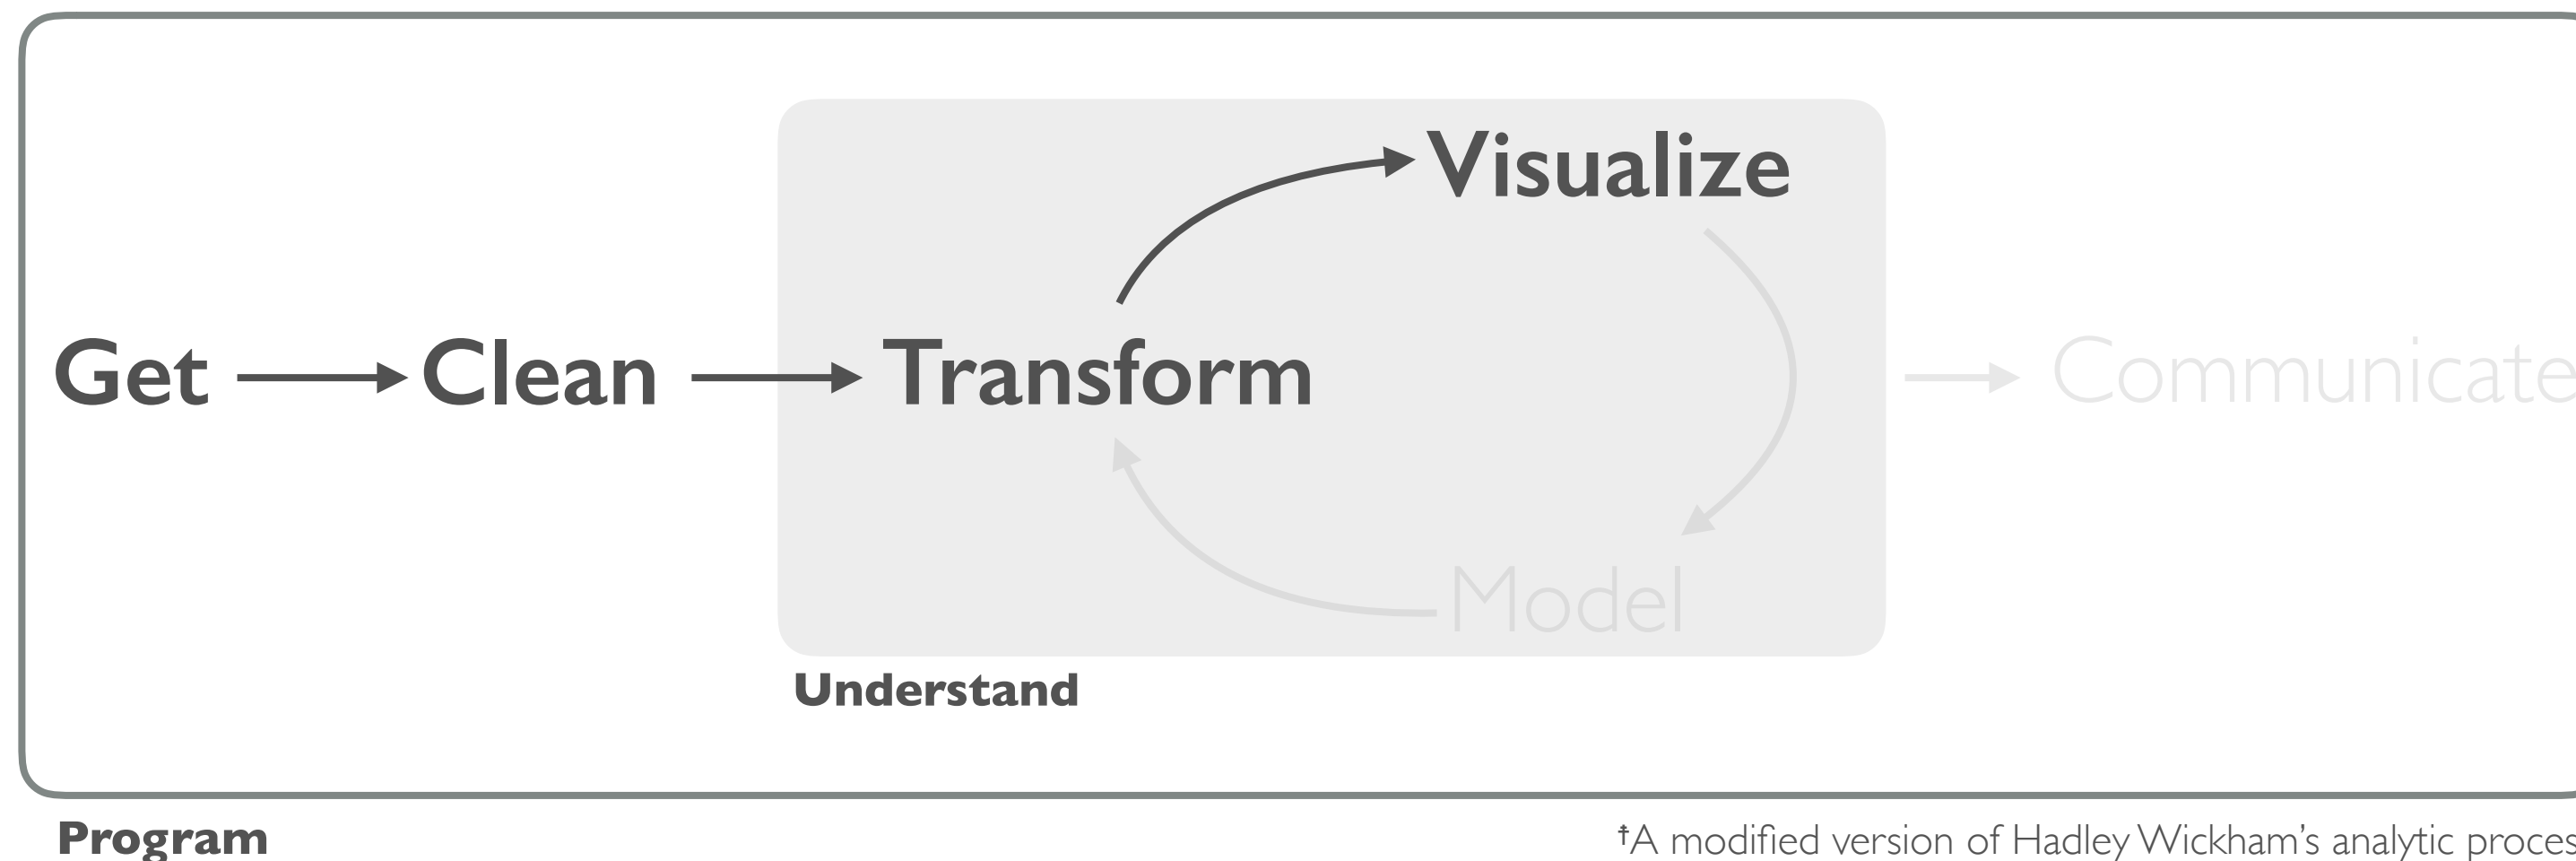 Visualize
Get Clean Transform Communicate
Model
Understand
Program
†A modified version of Hadley Wickham's analytic proces